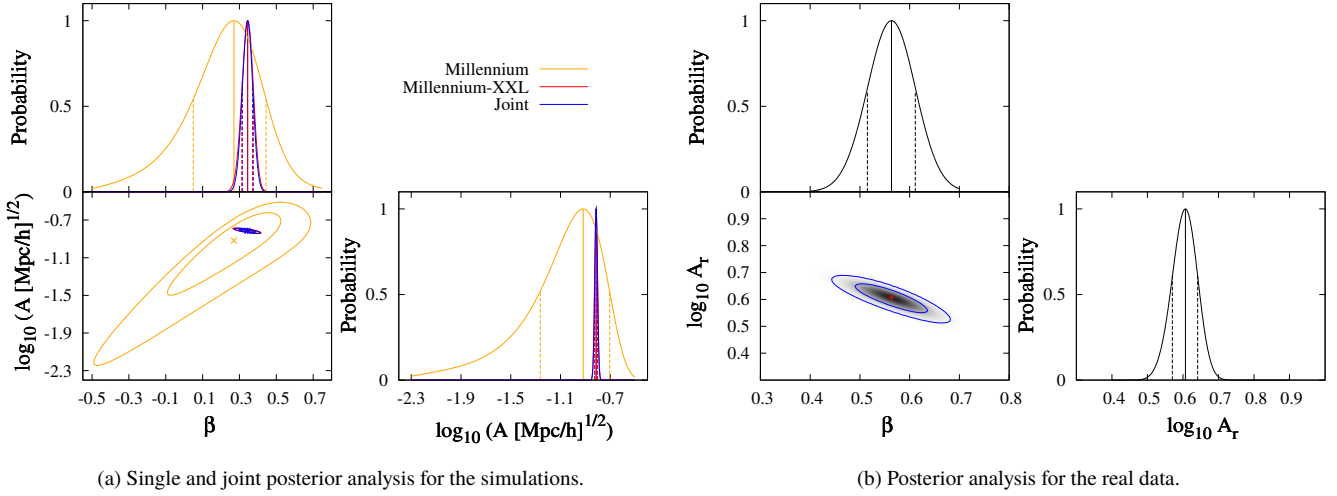 Probability
1
0.5
0
Millennium
Millennium-XXL
Joint
log10 (A [Mpc/h]^1/2)
-0.7
-1.1
-1.5
-1.9
-2.3
-0.5 -0.3 -0.1 0.1 0.3 0.5 0.7
β
Probability
1
0.5
0
-2.3 -1.9 -1.5 -1.1 -0.7
log10 (A [Mpc/h]^1/2)
(a) Single and joint posterior analysis for the simulations.
Probability
1
0.5
0
log10 Ar
0.9
0.8
0.7
0.6
0.5
0.4
0.3 0.4 0.5 0.6 0.7 0.8
β
Probability
1
0.5
0
0.4 0.5 0.6 0.7 0.8 0.9
log10 Ar
(b) Posterior analysis for the real data.